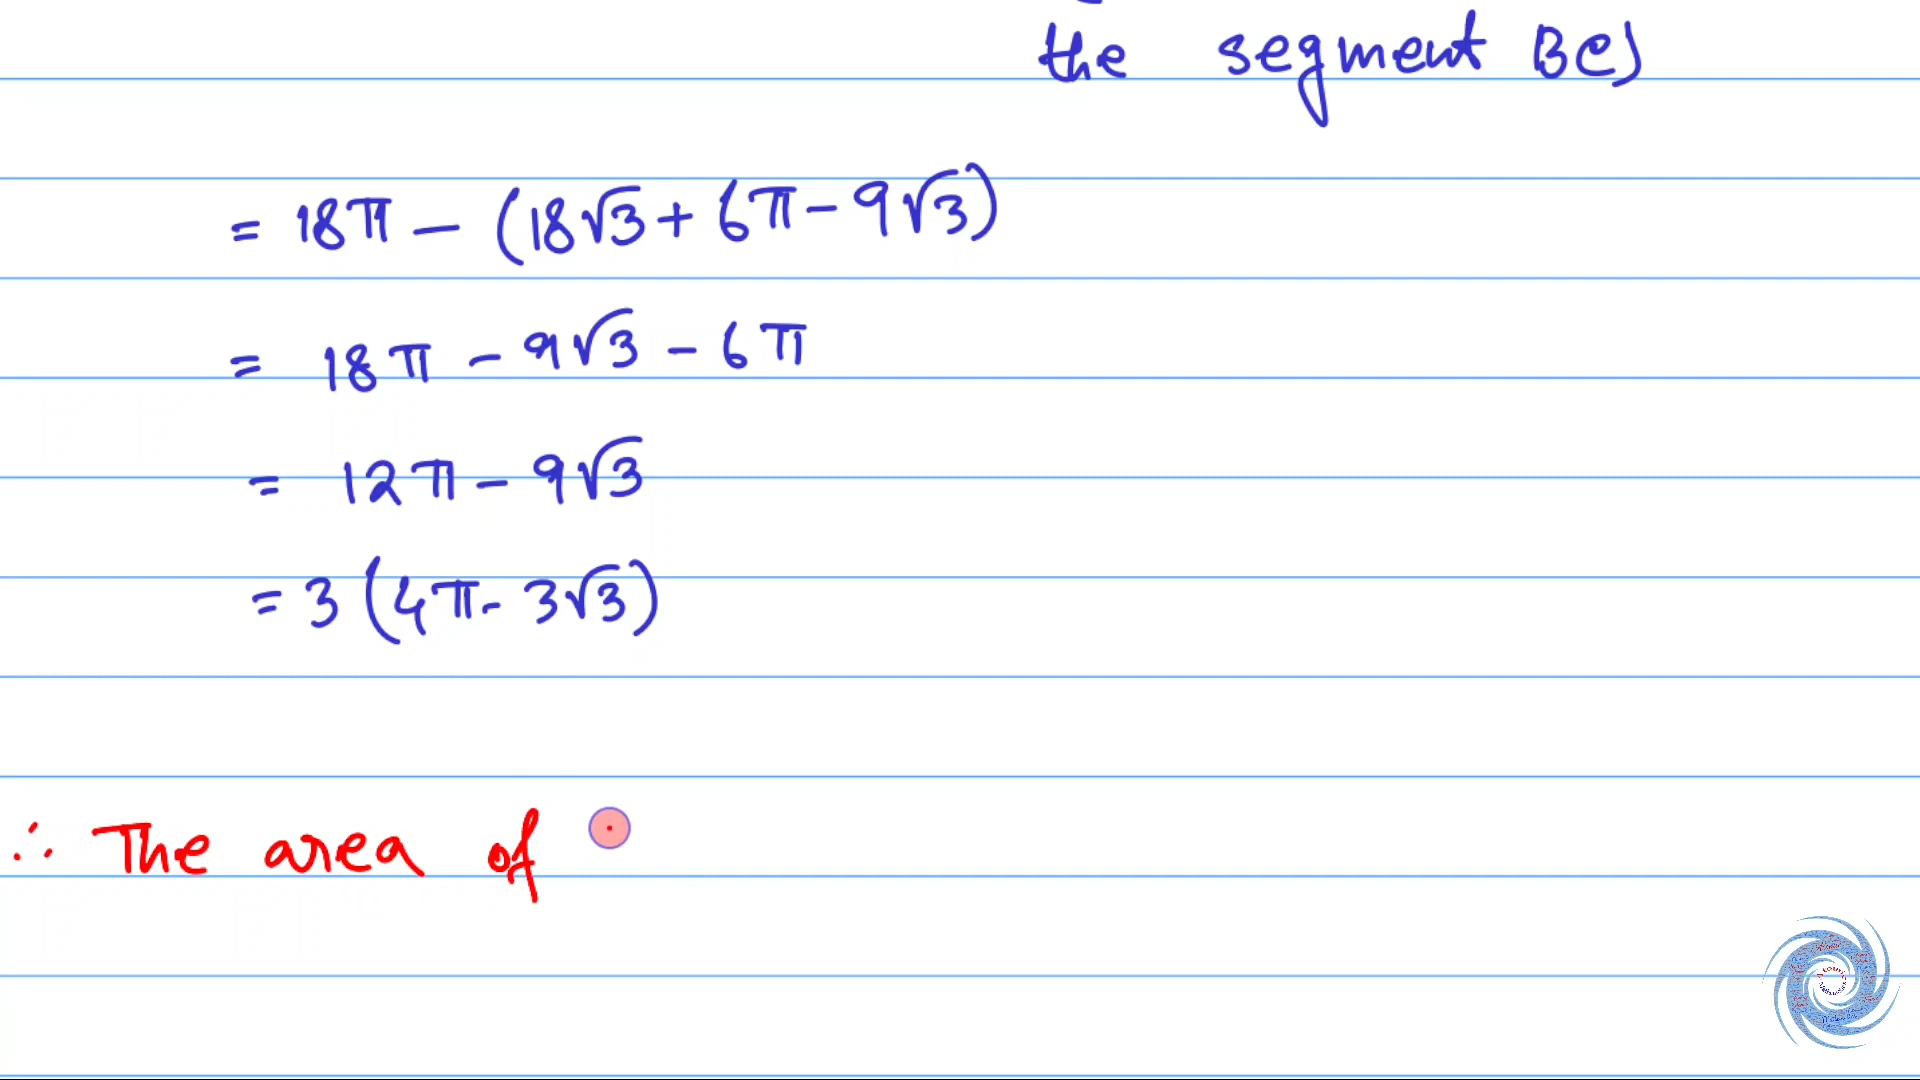 the segment BC)
= 18π - (18√3 + 6π - 9√3)
= 18π - 9√3 - 6π
= 12π - 9√3
= 3 (4π - 3√3)
∴ The area of